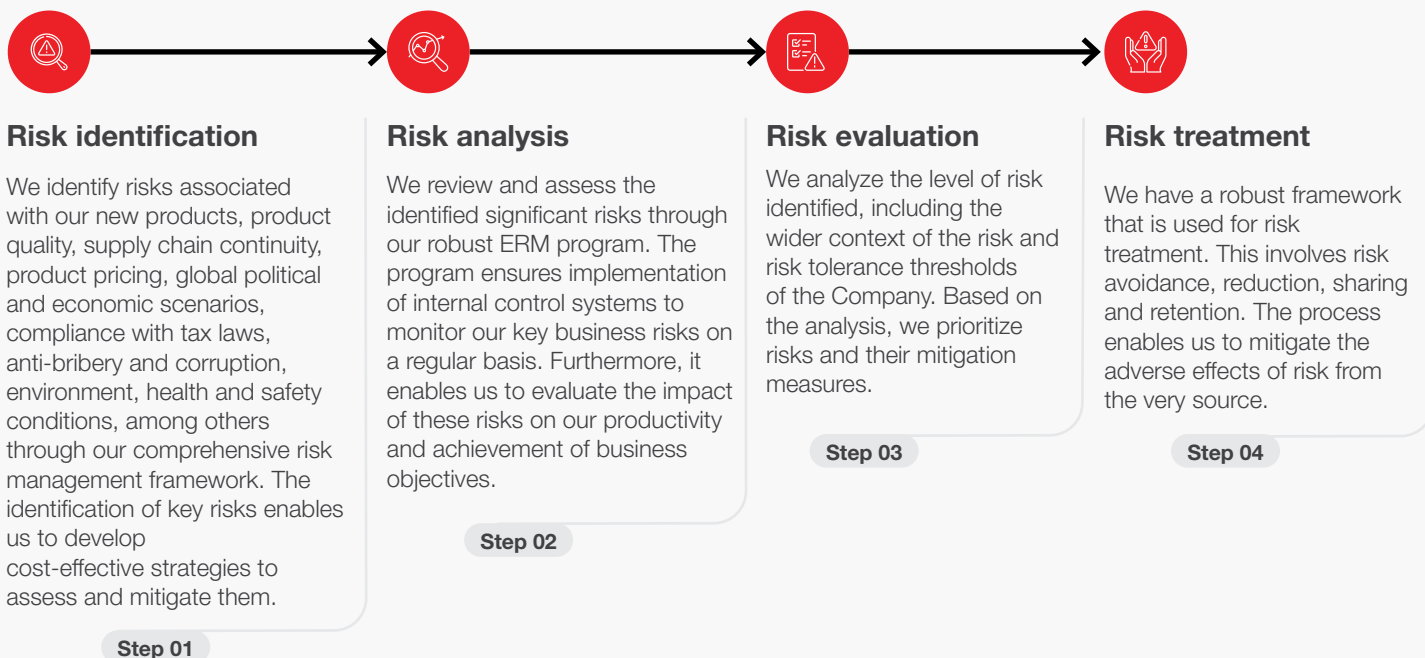 Risk identification
We identify risks associated
with our new products, product
quality, supply chain continuity,
product pricing, global political
and economic scenarios,
compliance with tax laws,
anti-bribery and corruption,
environment, health and safety
conditions, among others
through our comprehensive risk
management framework. The
identification of key risks enables
us to develop
cost-effective strategies to
assess and mitigate them.
Step 01
Risk analysis
We review and assess the
identified significant risks through
our robust ERM program. The
program ensures implementation
of internal control systems to
monitor our key business risks on
a regular basis. Furthermore, it
enables us to evaluate the impact
of these risks on our productivity
and achievement of business
objectives.
Step 02
Risk evaluation
We analyze the level of risk
identified, including the
wider context of the risk and
risk tolerance thresholds
of the Company. Based on
the analysis, we prioritize
risks and their mitigation
measures.
Step 03
Risk treatment
We have a robust framework
that is used for risk
treatment. This involves risk
avoidance, reduction, sharing
and retention. The process
enables us to mitigate the
adverse effects of risk from
the very source.
Step 04